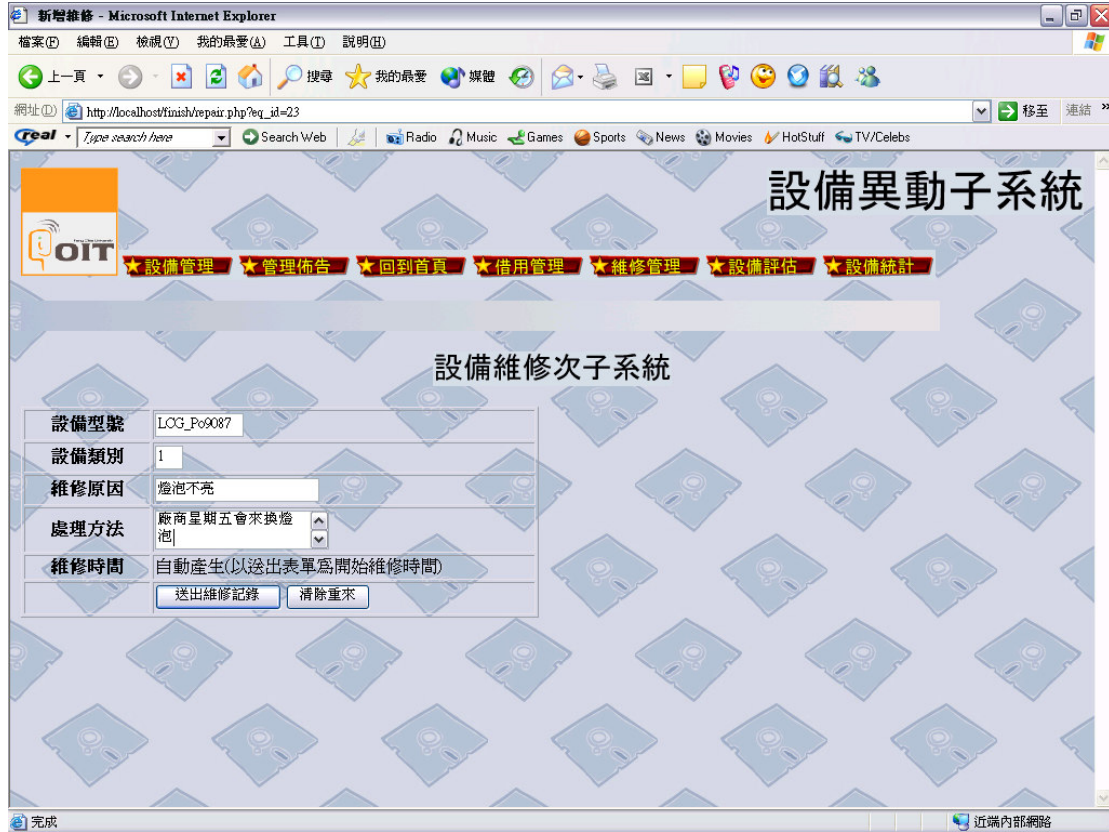 新增維修 - Microsoft Internet Explorer
檔案(F) 編輯(E) 檢視(V) 我的最愛(A) 工具(T) 說明(H)
上一頁 搜尋 我的最愛 媒體
網址(D) http://localhost/finish/repair.php?eq_id=23 移至 連結 »
real Type search here Search Web Radio Music Games Sports News Movies HotStuff TV/Celebs
設備異動子系統
OIT
★設備管理 ★管理佈告 ★回到首頁 ★借用管理 ★維修管理 ★設備評估 ★設備統計
設備維修次子系統
設備型號 LCG_Po9087
設備類別 1
維修原因 燈泡不亮
處理方法 廠商星期五會來換燈
泡
維修時間 自動產生(以送出表單為開始維修時間)
送出維修記錄 清除重來
完成 近端內部網路